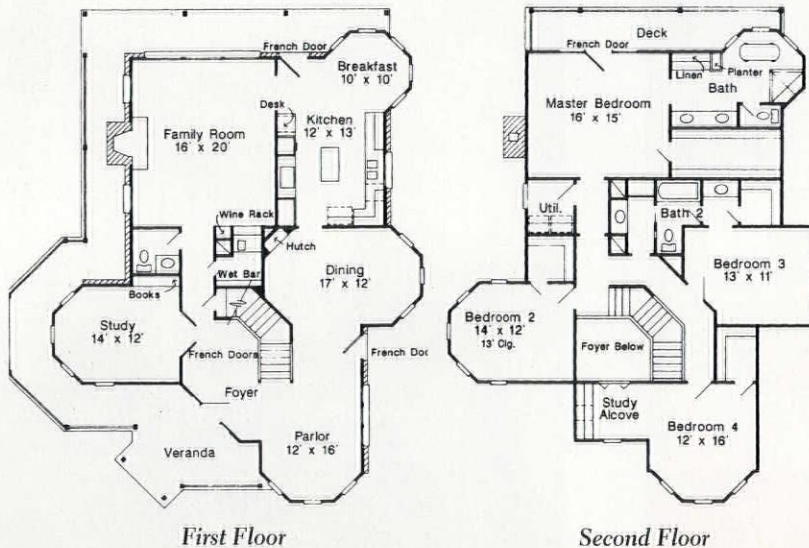 French Door
Breakfast
10' x 10'
Desk
Kitchen
12' x 13'
Family Room
16' x 20'
Wine Rack
Hutch
Wet Bar
Dining
17' x 12'
Books
Study
14' x 12'
French Doors
French Doo
Foyer
Parlor
12' x 16'
Veranda
First Floor
Deck
French Door
Linen
Planter
Bath
Master Bedroom
16' x 15'
Util.
Bath 2
Bedroom 3
13' x 11'
Bedroom 2
14' x 12'
13' Clg.
Foyer Below
Study
Alcove
Bedroom 4
12' x 16'
Second Floor